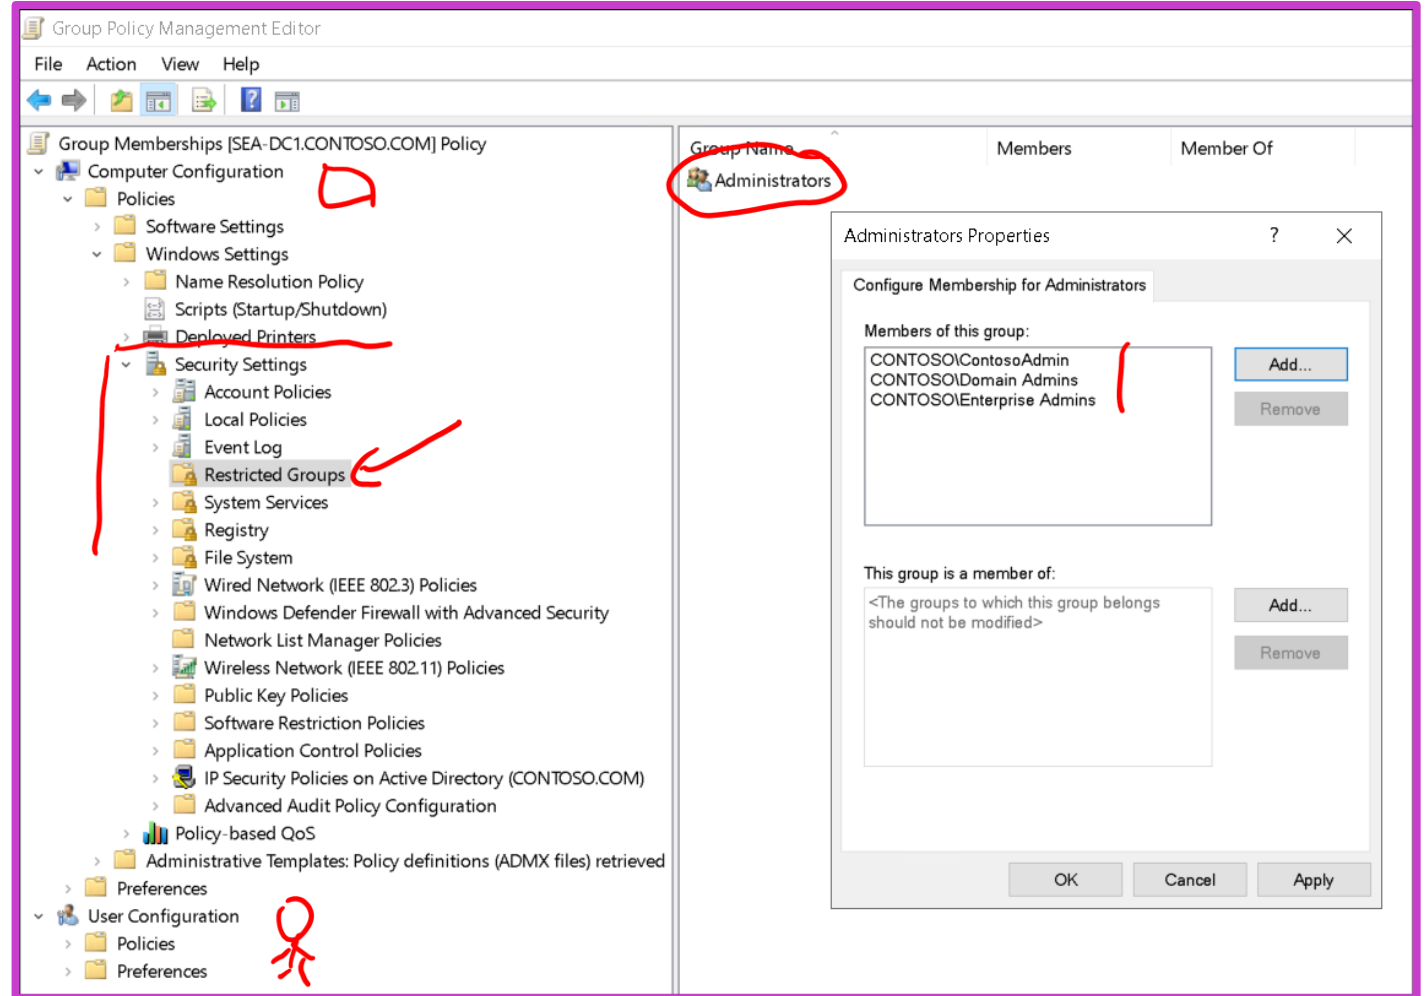 Group Policy Management Editor
File Action View Help
Group Memberships [SEA-DC1.CONTOSO.COM] Policy
Computer Configuration
Policies
Software Settings
Windows Settings
Name Resolution Policy
Scripts (Startup/Shutdown)
Deployed Printers
Security Settings
Account Policies
Local Policies
Event Log
Restricted Groups
System Services
Registry
File System
Wired Network (IEEE 802.3) Policies
Windows Defender Firewall with Advanced Security
Network List Manager Policies
Wireless Network (IEEE 802.11) Policies
Public Key Policies
Software Restriction Policies
Application Control Policies
IP Security Policies on Active Directory (CONTOSO.COM)
Advanced Audit Policy Configuration
Policy-based QoS
Administrative Templates: Policy definitions (ADMX files) retrieved
Preferences
User Configuration
Policies
Preferences
Group Name Members Member Of
Administrators
Administrators Properties ?
Configure Membership for Administrators
Members of this group:
CONTOSO\ContosoAdmin
CONTOSO\Domain Admins
CONTOSO\Enterprise Admins
Add...
Remove
This group is a member of:
<The groups to which this group belongs
should not be modified>
Add...
Remove
OK Cancel Apply